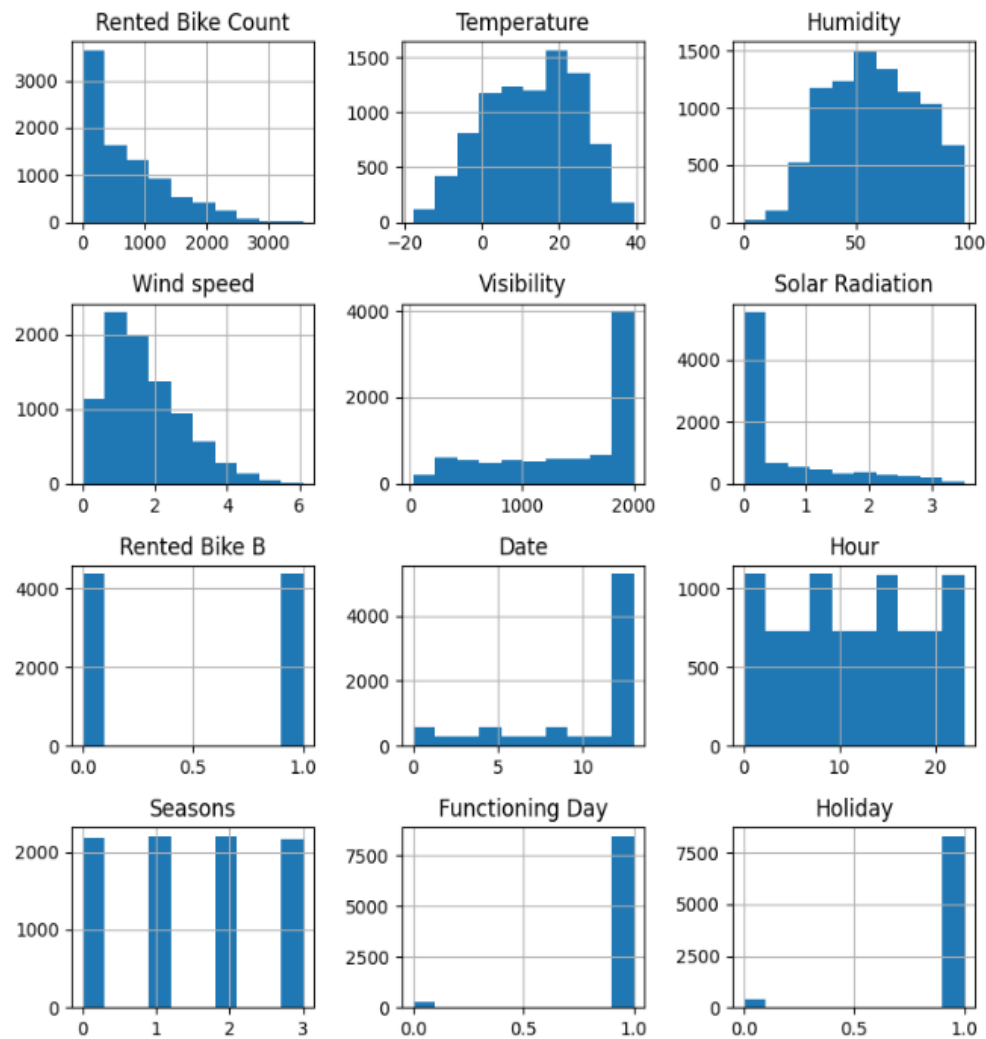 Rented Bike Count
Temperature
Humidity
3000
2000
1000
0
0 1000 2000 3000
1500
1000
500
0
−20 0 20 40
1500
1000
500
0
0 50 100
Wind speed
Visibility
Solar Radiation
2000
1000
0
0 2 4 6
4000
2000
0
0 1000 2000
4000
2000
0
0 1 2 3
Rented Bike B
Date
Hour
4000
2000
0
0.0 0.5 1.0
4000
2000
0
0 5 10
1000
500
0
0 10 20
Seasons
Functioning Day
Holiday
2000
1000
0
0 1 2 3
7500
5000
2500
0
0.0 0.5 1.0
7500
5000
2500
0
0.0 0.5 1.0